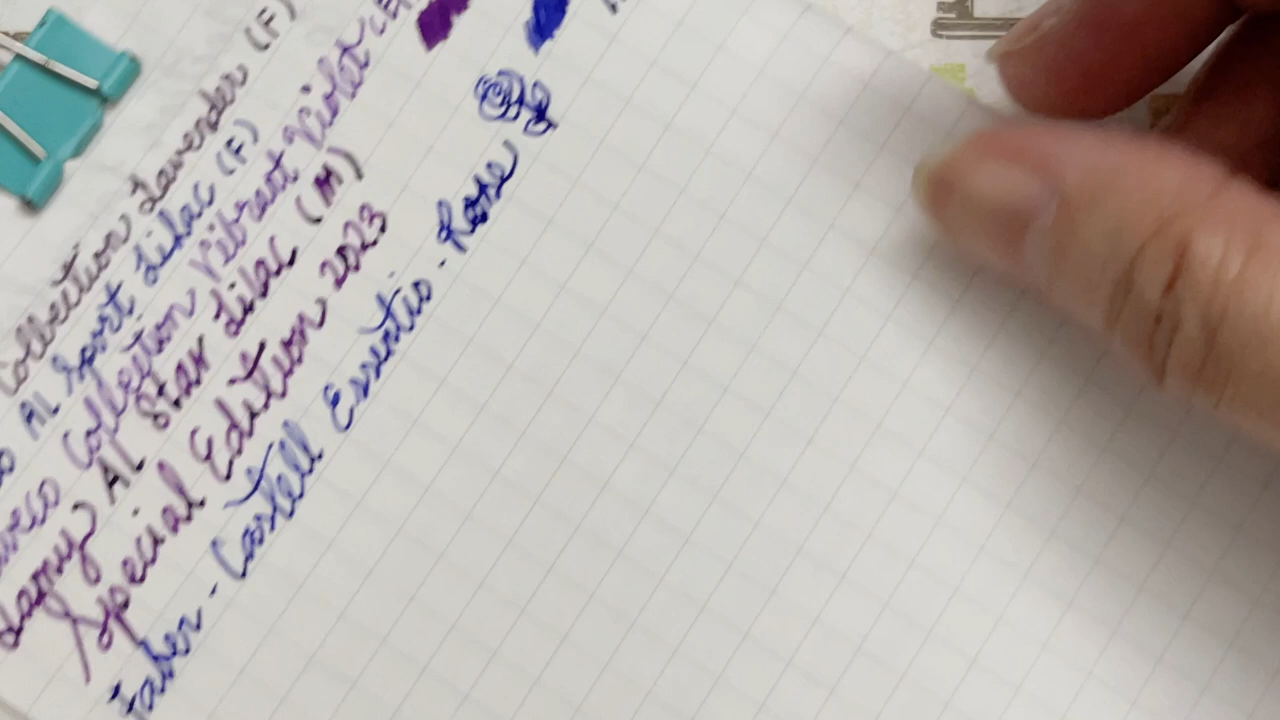 Collection Lavender (F)
AL Sport Lilac (F)
Collection Vibrant Violet
Lamy AL Star Lilac (M)
Special Edition 2023
Faber-Castell Essentio - Rose